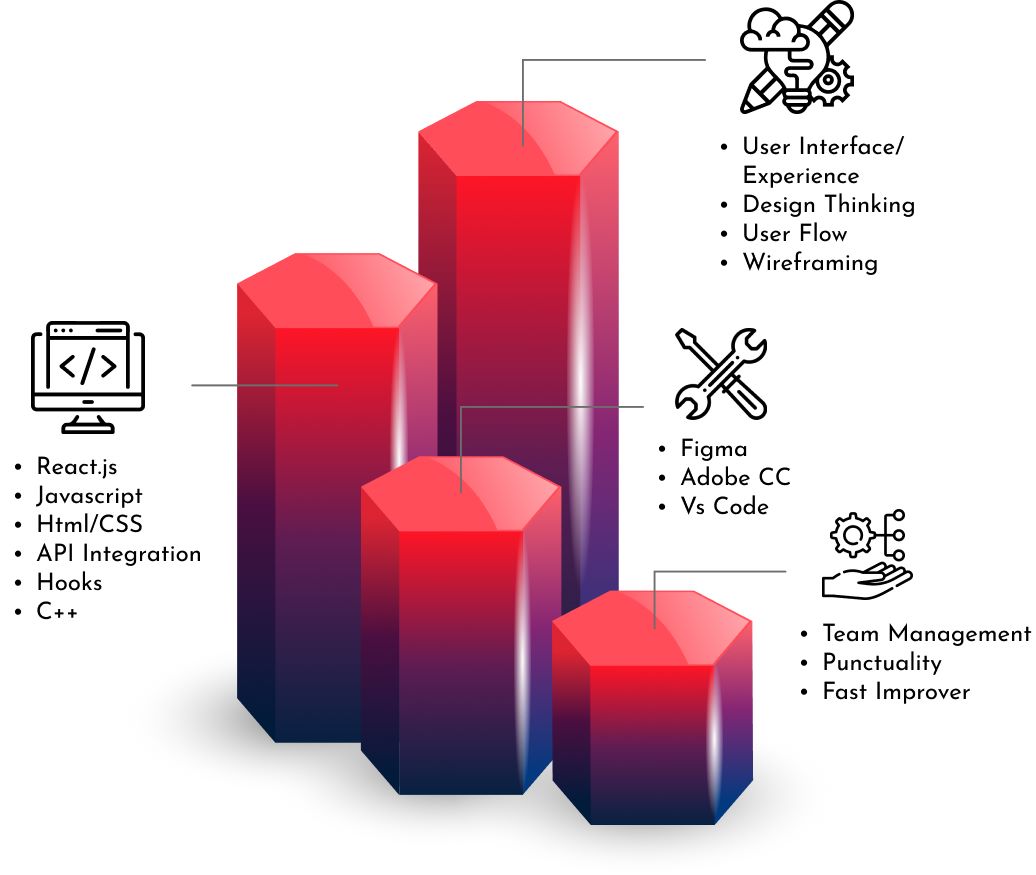 User Interface/
Experience
Design Thinking
User Flow
Wireframing
</>
React.js
Javascript
Html/CSS
API Integration
Hooks
C++
Figma
Adobe CC
Vs Code
Team Management
Punctuality
Fast Improver